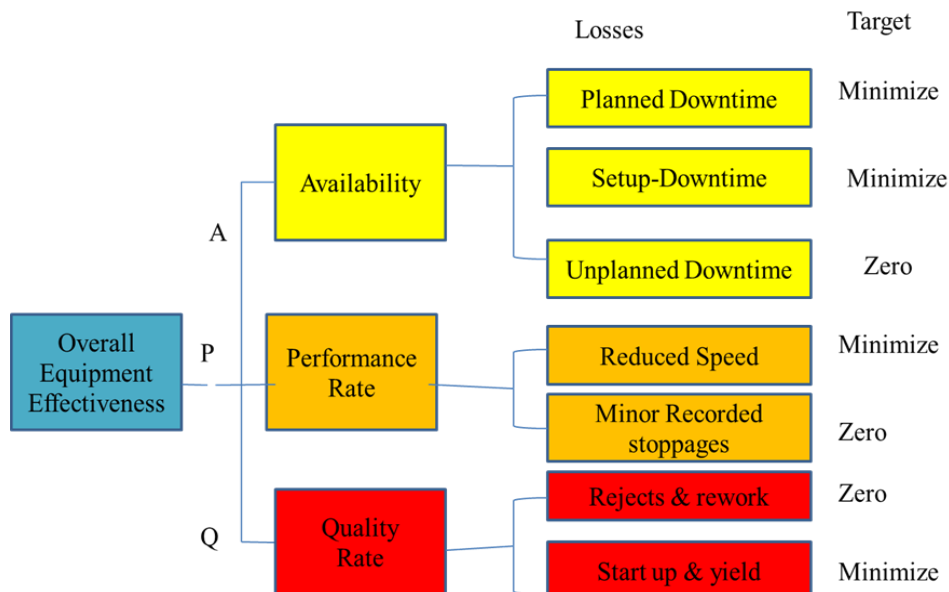 Losses
Target
Planned Downtime
Minimize
Availability
Setup-Downtime
Minimize
A
Unplanned Downtime
Zero
Overall
Equipment
Effectiveness
P
Performance
Rate
Reduced Speed
Minimize
Minor Recorded
stoppages
Zero
Q
Quality
Rate
Rejects & rework
Zero
Start up & yield
Minimize